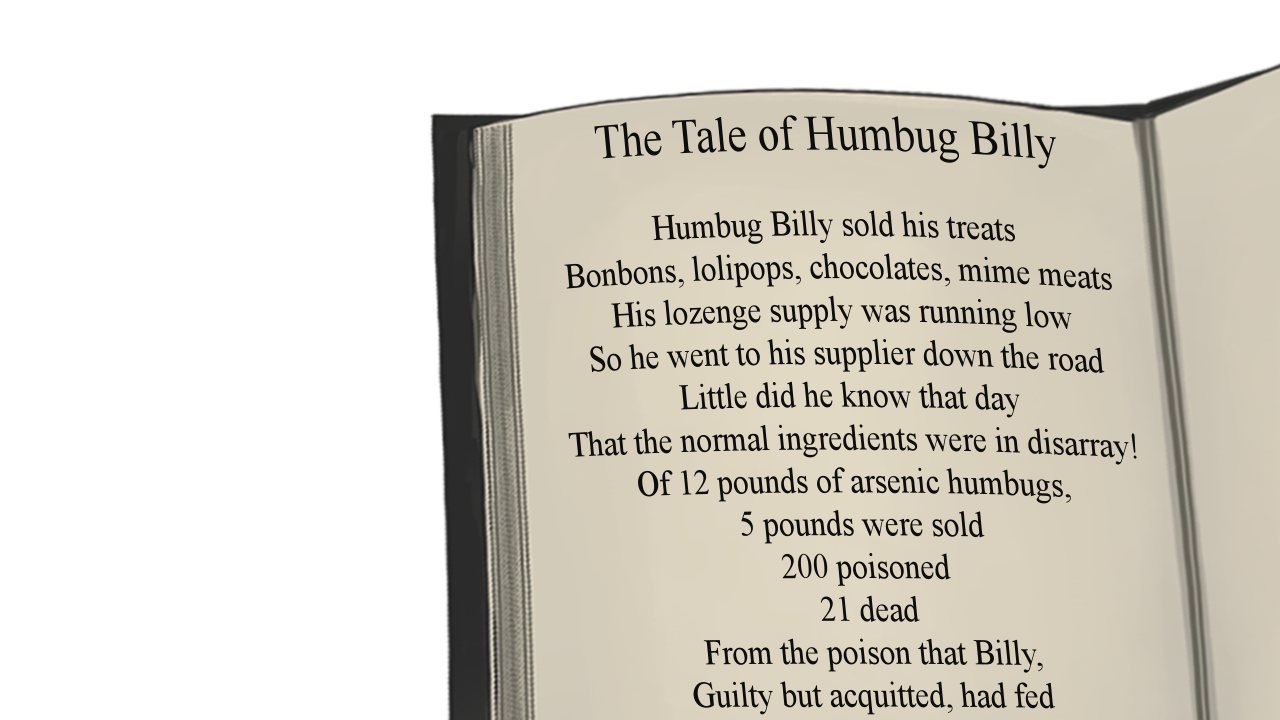 The Tale of Humbug Billy
Humbug Billy sold his treats
Bonbons, lolipops, chocolates, mime meats
His lozenge supply was running low
So he went to his supplier down the road
Little did he know that day
That the normal ingredients were in disarray!
Of 12 pounds of arsenic humbugs,
5 pounds were sold
200 poisoned
21 dead
From the poison that Billy,
Guilty but acquitted, had fed